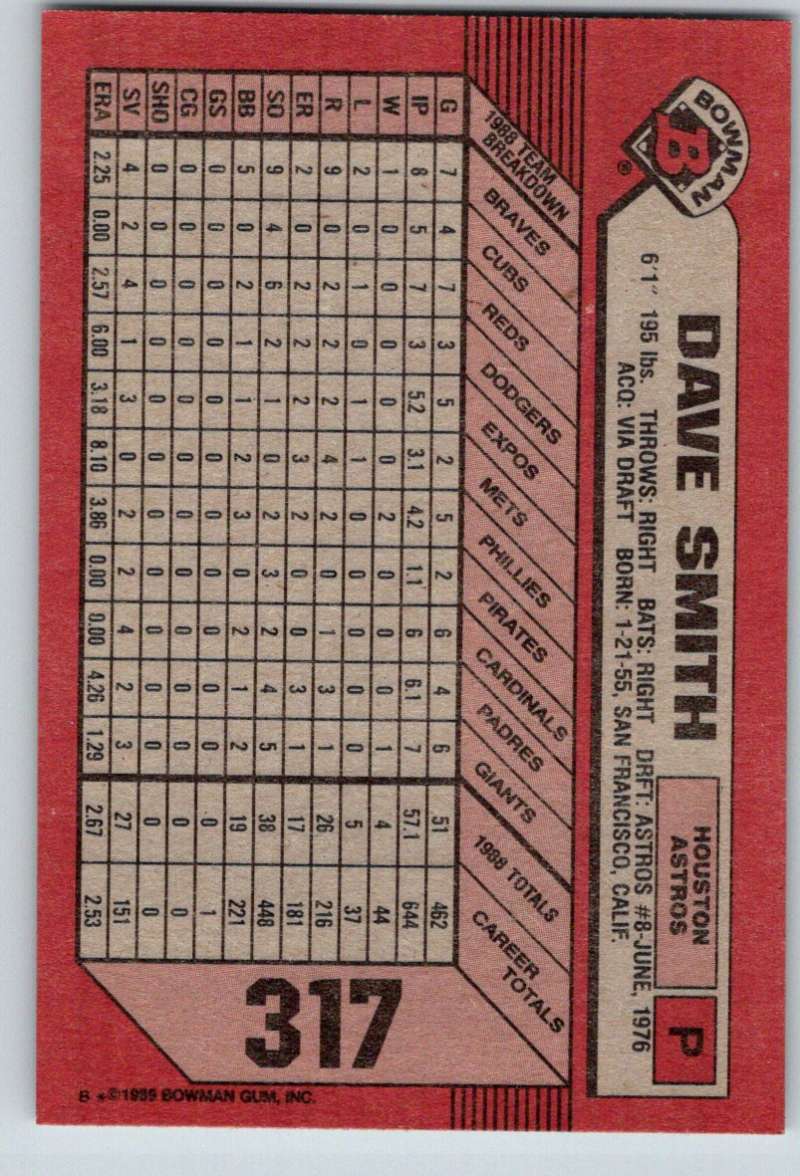 BOWMAN
B
®
DAVE SMITH
HOUSTON
ASTROS
P
6'1" 195 lbs. THROWS: RIGHT BATS: RIGHT DRFT: ASTROS #8-JUNE, 1976
ACQ: VIA DRAFT BORN: 1-21-55, SAN FRANCISCO, CALIF.
1988 TEAM
BREAKDOWN
BRAVES
CUBS
REDS
DODGERS
EXPOS
METS
PHILLIES
PIRATES
CARDINALS
PADRES
GIANTS
1988 TOTALS
CAREER
TOTALS
G 7 4 7 3 5 2 5 2 6 4 6 51 462
IP 8 5 7 3 5.2 3.1 4.2 1.1 6 6.1 7 57.1 644
W 1 0 0 0 0 0 2 0 0 0 1 4 44
L 2 0 1 0 1 1 0 0 0 0 0 5 37
R 9 0 2 2 2 4 2 0 1 3 1 26 216
ER 2 0 2 2 2 3 2 0 0 3 1 17 181
SO 9 4 6 2 1 0 2 3 2 4 5 38 448
BB 5 0 2 1 1 2 3 0 2 1 2 19 221
GS 0 0 0 0 0 0 0 0 0 0 0 0 1
CG 0 0 0 0 0 0 0 0 0 0 0 0 0
SHO 0 0 0 0 0 0 0 0 0 0 0 0 0
SV 4 2 4 1 3 0 2 2 4 2 3 27 151
ERA 2.25 0.00 2.57 6.00 3.18 8.10 3.86 0.00 0.00 4.26 1.29 2.67 2.53
317
B *©1989 BOWMAN GUM, INC.